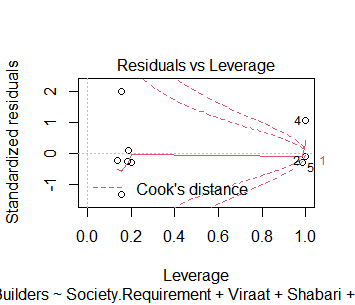 Residuals vs Leverage
Standardized residuals
2
1
0
-1
4
2
5
1
Cook's distance
0.0
0.2
0.4
0.6
0.8
1.0
Leverage
Builders ~ Society.Requirement + Viraat + Shabari +